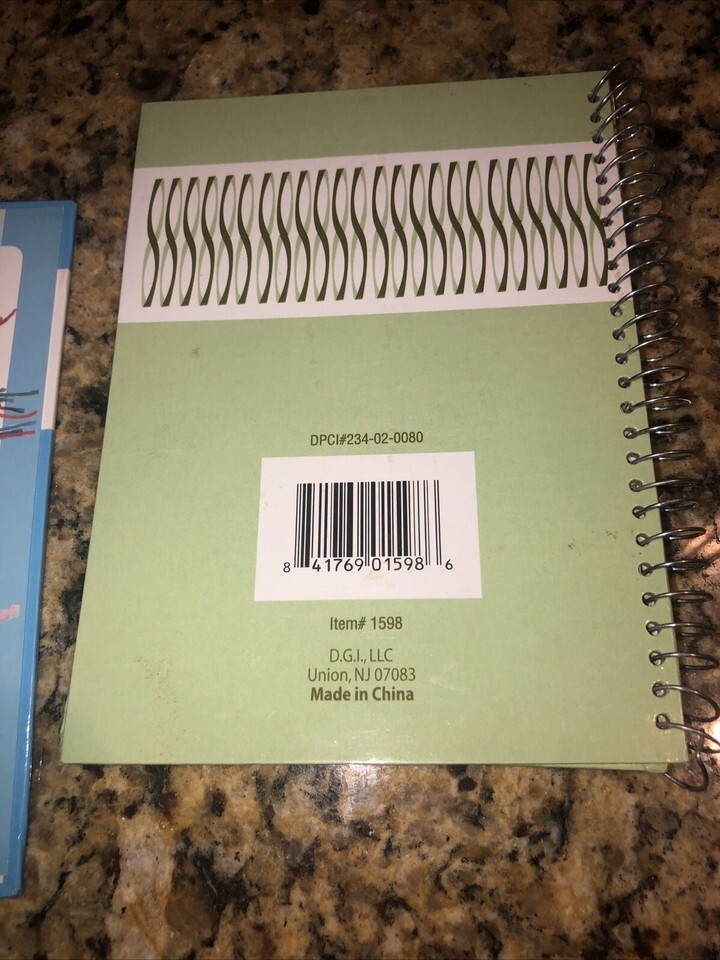 DPCI#234-02-0080
8 41769 01598 6
Item# 1598
D.G.I., LLC
Union, NJ 07083
Made in China